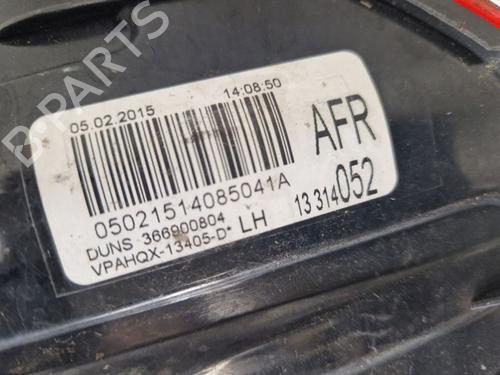 05.02.2015 14:08:50
AFR
05021514085041A
13 314052
DUNS 366900804
VPAHQX-13405-D* LH
B-PARTS